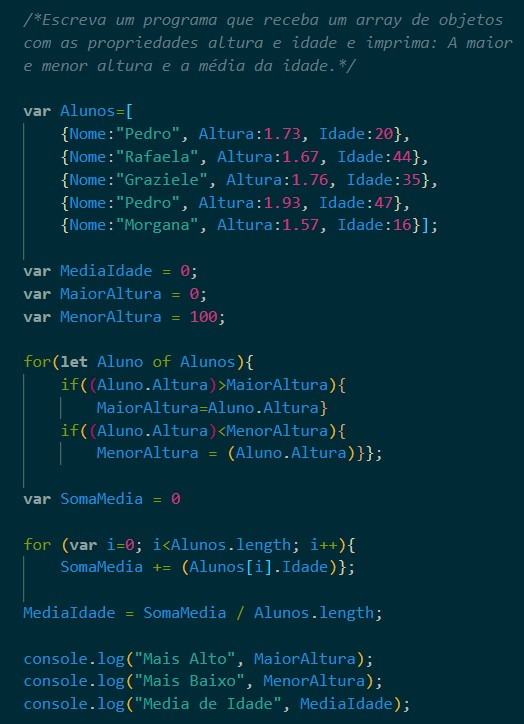 /*Escreva um programa que receba um array de objetos
com as propriedades altura e idade e imprima: A maior
e menor altura e a média da idade.*/
var Alunos=[
{Nome:"Pedro", Altura:1.73, Idade:20},
{Nome:"Rafaela", Altura:1.67, Idade:44},
{Nome:"Graziele", Altura:1.76, Idade:35},
{Nome:"Pedro", Altura:1.93, Idade:47},
{Nome:"Morgana", Altura:1.57, Idade:16}];
var MediaIdade = 0;
var MaiorAltura = 0;
var MenorAltura = 100;
for(let Aluno of Alunos){
if((Aluno.Altura)>MaiorAltura){
MaiorAltura=Aluno.Altura}
if((Aluno.Altura)<MenorAltura){
MenorAltura = (Aluno.Altura)}};
var SomaMedia = 0
for (var i=0; i<Alunos.length; i++){
SomaMedia += (Alunos[i].Idade)};
MediaIdade = SomaMedia / Alunos.length;
console.log("Mais Alto", MaiorAltura);
console.log("Mais Baixo", MenorAltura);
console.log("Media de Idade", MediaIdade);